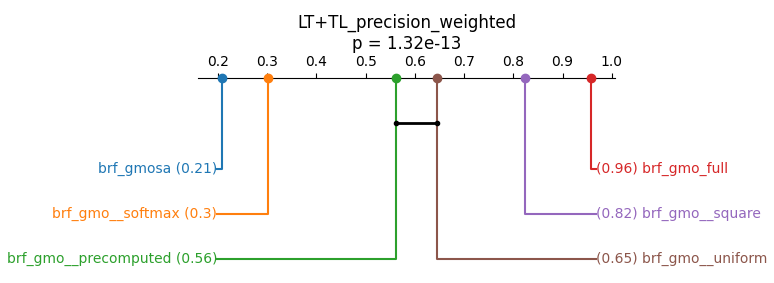 LT+TL_precision_weighted
p = 1.32e-13
0.2 0.3 0.4 0.5 0.6 0.7 0.8 0.9 1.0
brf_gmosa (0.21) (0.96) brf_gmo_full
brf_gmo__softmax (0.3) (0.82) brf_gmo__square
brf_gmo__precomputed (0.56) (0.65) brf_gmo__uniform